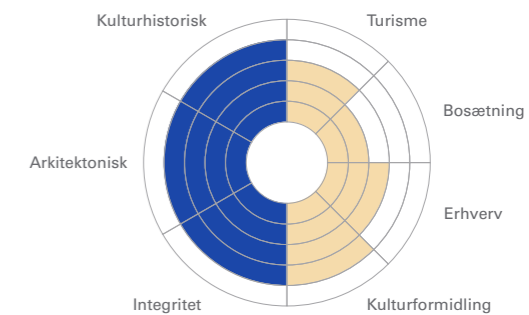 Kulturhistorisk
Turisme
Bosætning
Arkitektonisk
Erhverv
Integritet
Kulturformidling